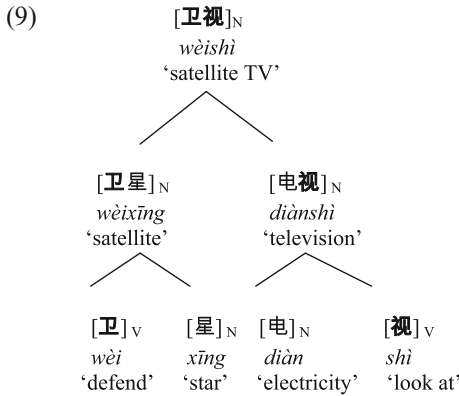 (9) [卫视]N
wèishì
‘satellite TV’
[卫星]N [电视]N
wèixīng diànshì
‘satellite’ ‘television’
[卫]V [星]N [电]N [视]V
wèi xīng diàn shì
‘defend’ ‘star’ ‘electricity’ ‘look at’